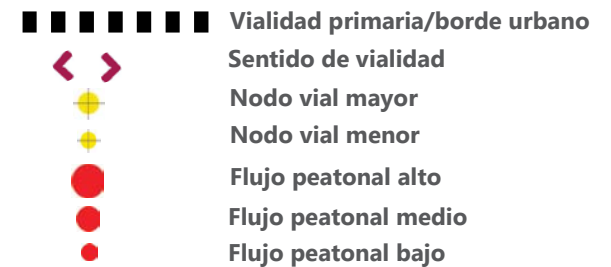 Vialidad primaria/borde urbano
Sentido de vialidad
Nodo vial mayor
Nodo vial menor
Flujo peatonal alto
Flujo peatonal medio
Flujo peatonal bajo